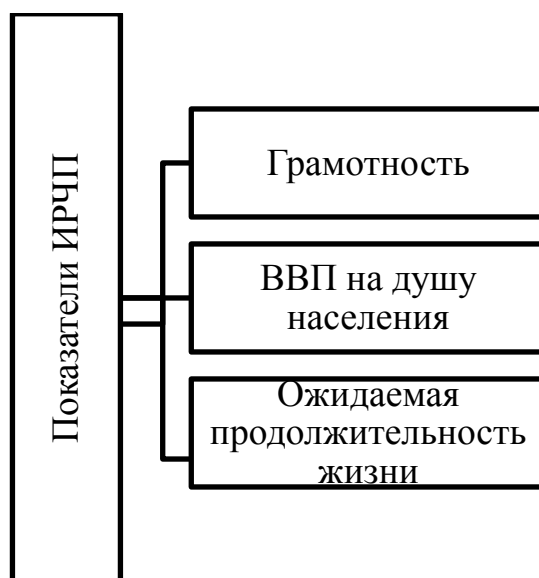 Показатели ИРЧП
Грамотность
ВВП на душу
населения
Ожидаемая
продолжительность
жизни